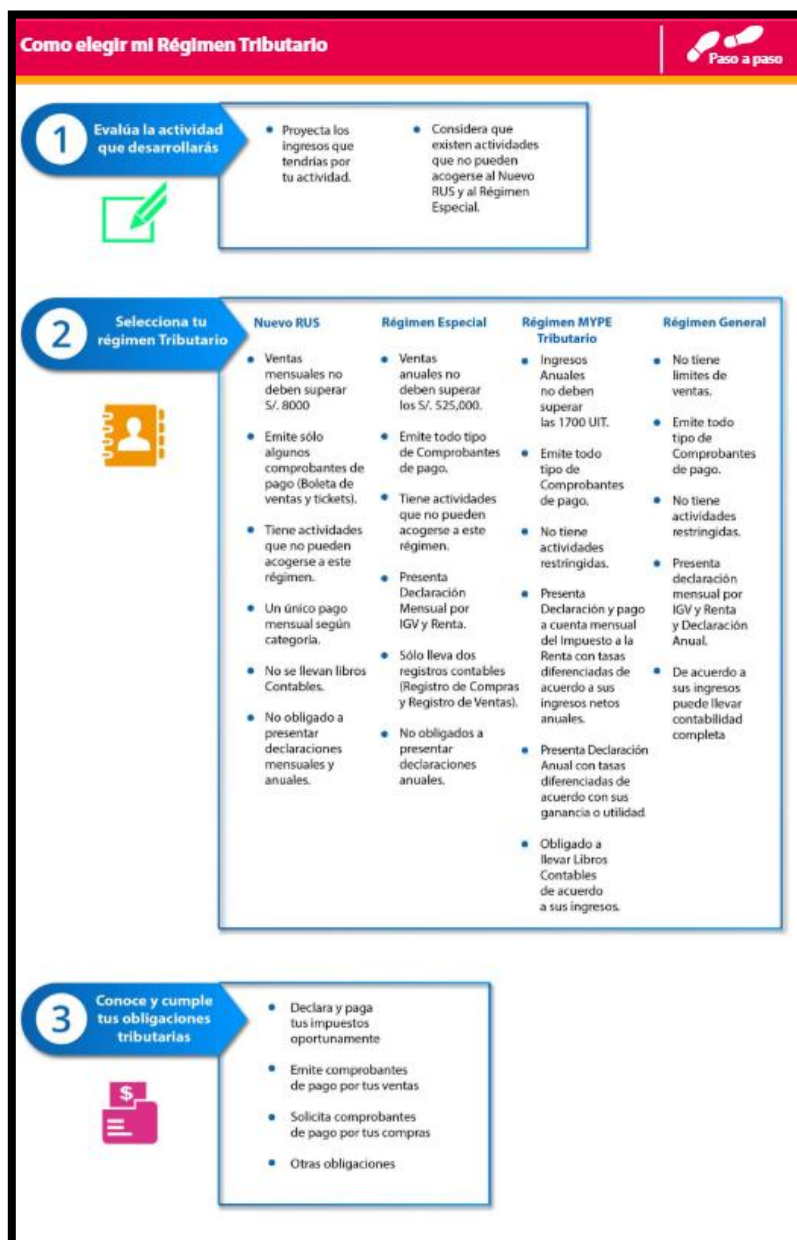 Como elegir mi Régimen Tributario
Paso a paso
1
Evalúa la actividad
que desarrollarás
• Proyecta los
ingresos que
tendrías por
tu actividad.
• Considera que
existen actividades
que no pueden
acogerse al Nuevo
RUS y al Régimen
Especial.
2
Selecciona tu
régimen Tributario
Nuevo RUS
• Ventas
mensuales no
deben superar
S/. 8000
• Emite sólo
algunos
comprobantes de
pago (Boleta de
ventas y tickets).
• Tiene actividades
que no pueden
acogerse a este
régimen.
• Un único pago
mensual según
categoría.
• No se llevan libros
Contables.
• No obligado a
presentar
declaraciones
mensuales y
anuales.
Régimen Especial
• Ventas
anuales no
deben superar
los S/. 525,000.
• Emite todo tipo
de Comprobantes
de pago.
• Tiene actividades
que no pueden
acogerse a este
régimen.
• Presenta
Declaración
Mensual por
IGV y Renta.
• Sólo lleva dos
registros contables
(Registro de Compras
y Registro de Ventas).
• No obligados a
presentar
declaraciones
anuales.
Régimen MYPE
Tributario
• Ingresos
Anuales
no deben
superar
las 1700 UIT.
• Emite todo
tipo de
Comprobantes
de pago.
• No tiene
actividades
restringidas.
• Presenta
Declaración y pago
a cuenta mensual
del Impuesto a la
Renta con tasas
diferenciadas de
acuerdo a sus
ingresos netos
anuales.
• Presenta Declaración
Anual con tasas
diferenciadas de
acuerdo con sus
ganancia o utilidad
• Obligado a
llevar Libros
Contables
de acuerdo
a sus ingresos.
Régimen General
• No tiene
limites de
ventas.
• Emite todo
tipo de
Comprobantes
de pago.
• No tiene
actividades
restringidas.
• Presenta
declaración
mensual por
IGV y Renta
y Declaración
Anual.
• De acuerdo a
sus ingresos
puede llevar
contabilidad
completa
3
Conoce y cumple
tus obligaciones
tributarias
$
• Declara y paga
tus impuestos
oportunamente
• Emite comprobantes
de pago por tus ventas
• Solicita comprobantes
de pago por tus compras
• Otras obligaciones